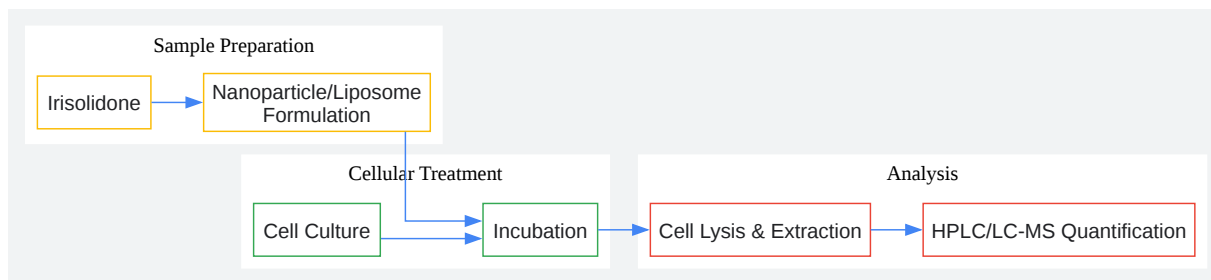 Sample Preparation
Irisolidone
Nanoparticle/Liposome
Formulation
Cellular Treatment
Cell Culture
Incubation
Analysis
Cell Lysis & Extraction
HPLC/LC-MS Quantification